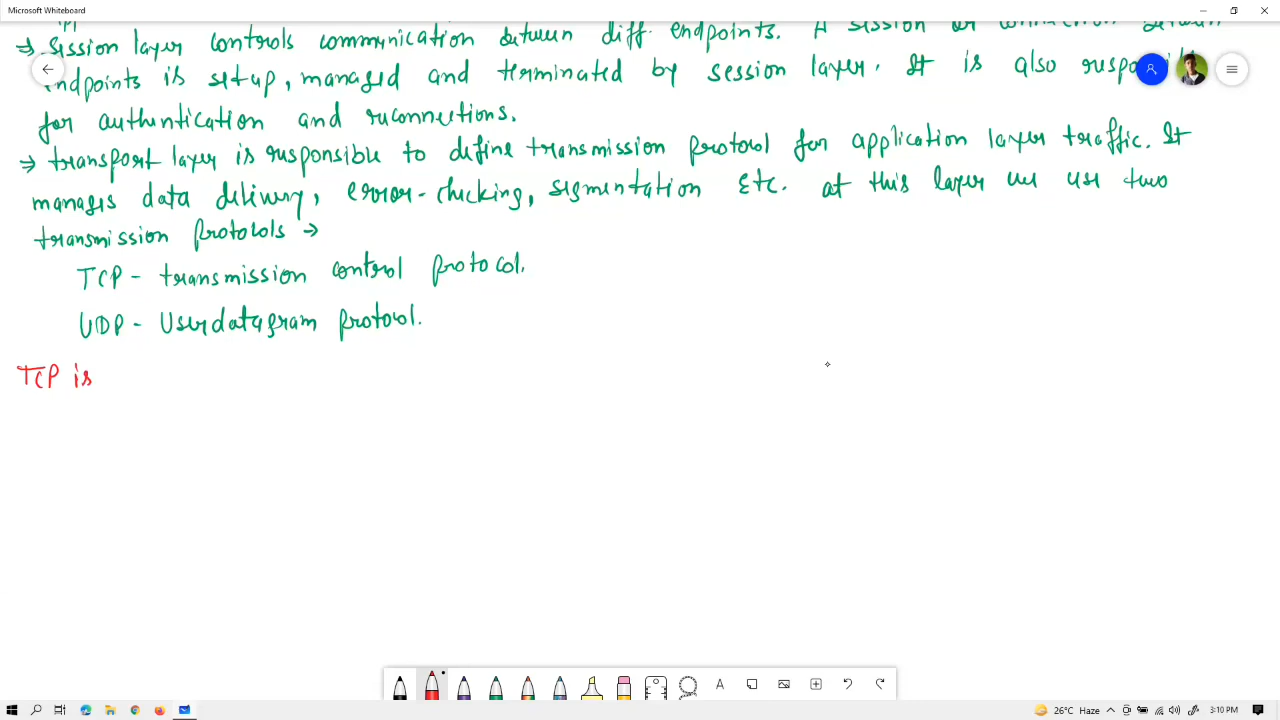 Microsoft Whiteboard
→ Session layer controls communication between diff. endpoints. A session or connection between
endpoints is setup, managed and terminated by session layer. It is also responsible
for authentication and reconnections.
→ transport layer is responsible to define transmission protocol for application layer traffic. It
manages data delivery, error-checking, segmentation Etc. at this layer we use two
transmission protocols →
TCP - transmission control protocol.
UDP - User datagram protocol.
TCP is
A
26°C Haze
3:10 PM